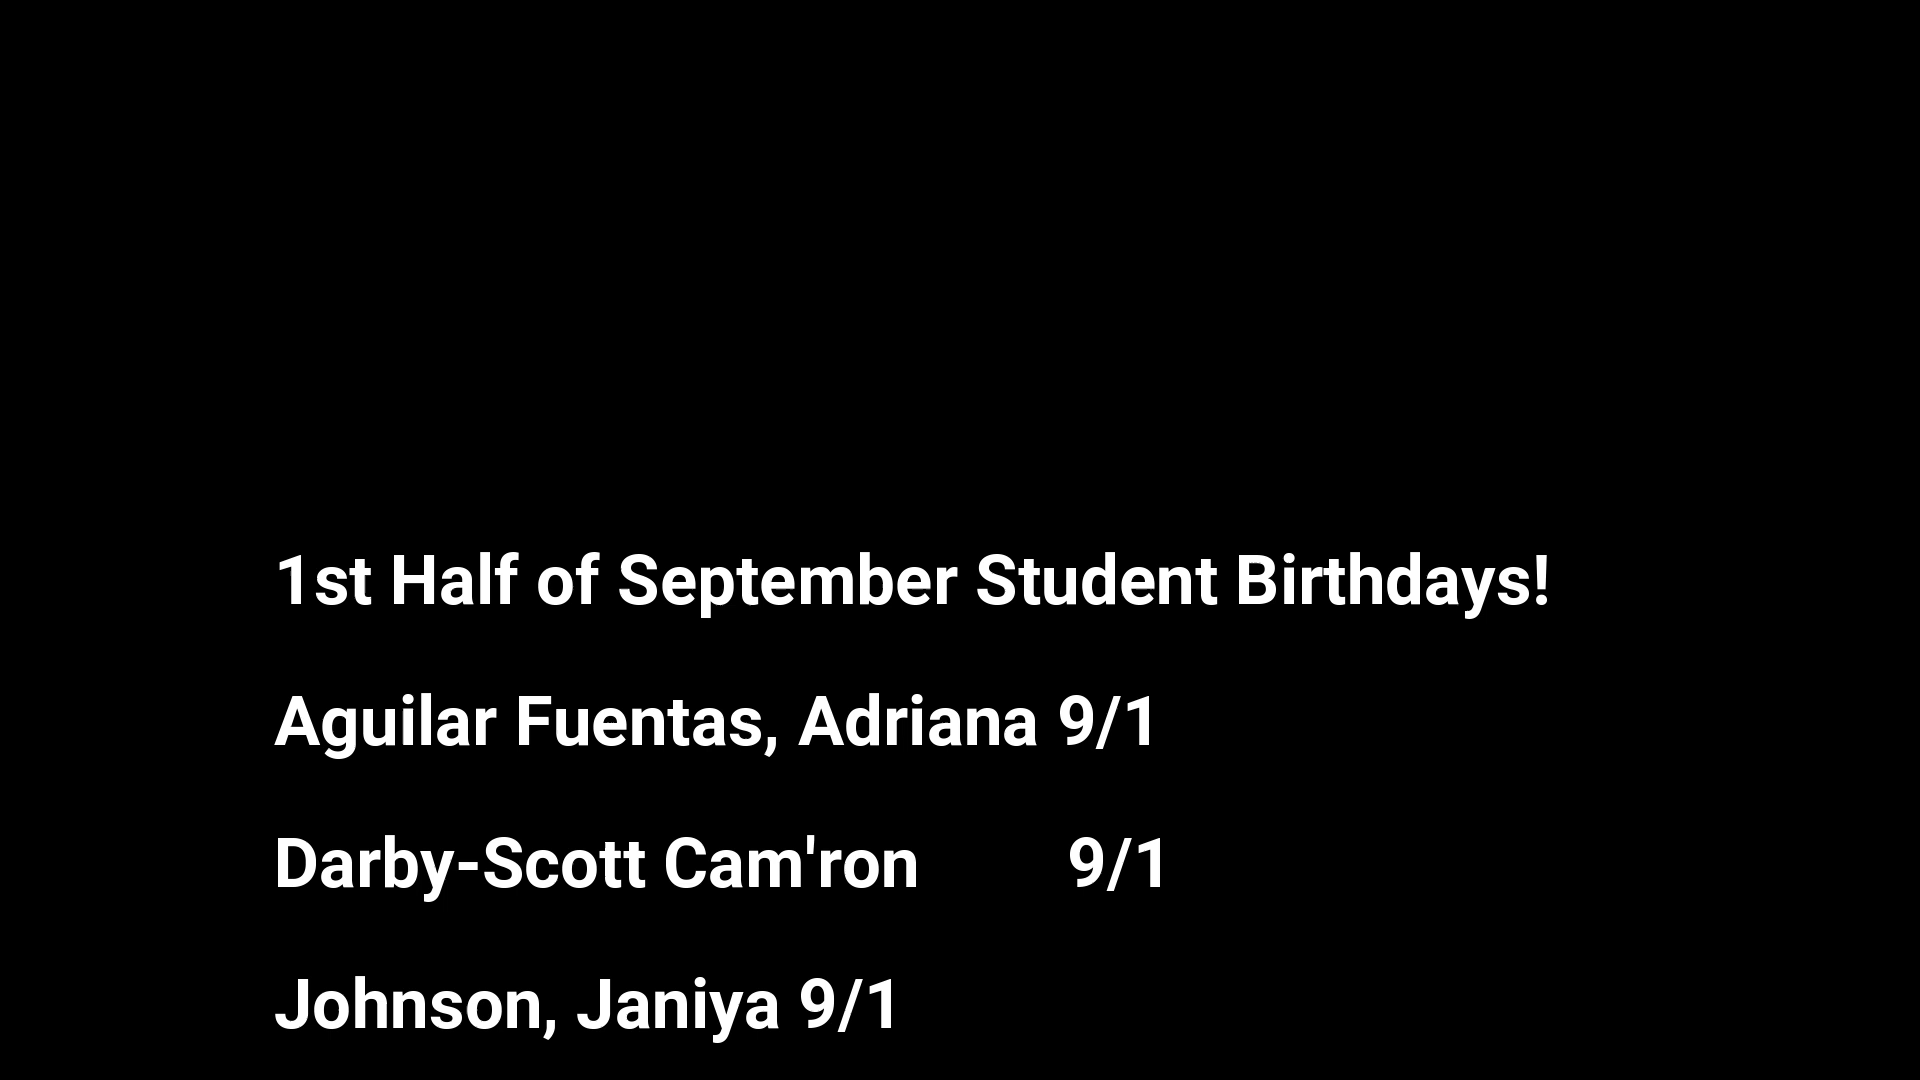 1st Half of September Student Birthdays!
Aguilar Fuentas, Adriana 9/1
Darby-Scott Cam'ron 9/1
Johnson, Janiya 9/1